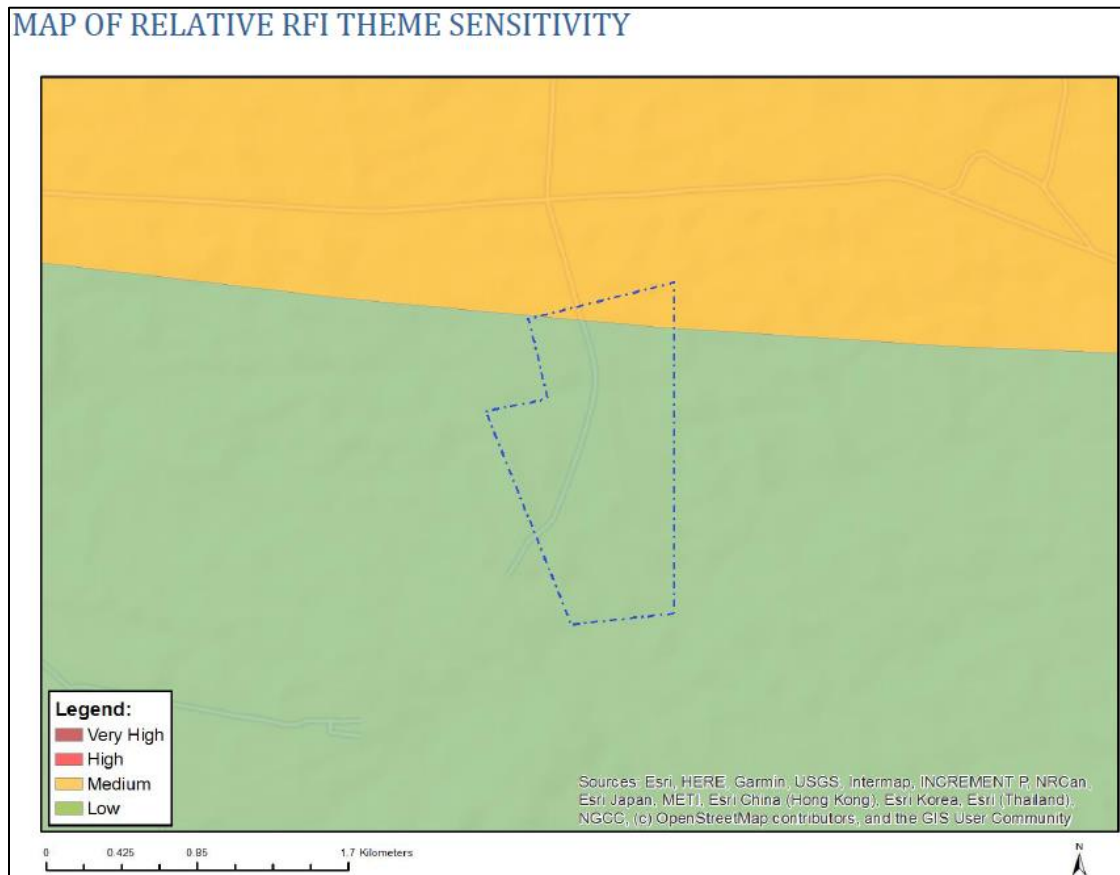 MAP OF RELATIVE RFI THEME SENSITIVITY
Legend:
Very High
High
Medium
Low
Sources: Esri, HERE, Garmin, USGS, Intermap, INCREMENT P, NRCan,
Esri Japan, METI, Esri China (Hong Kong), Esri Korea, Esri (Thailand),
NGCC, (c) OpenStreetMap contributors, and the GIS User Community
0 0.425 0.85 1.7 Kilometers
N